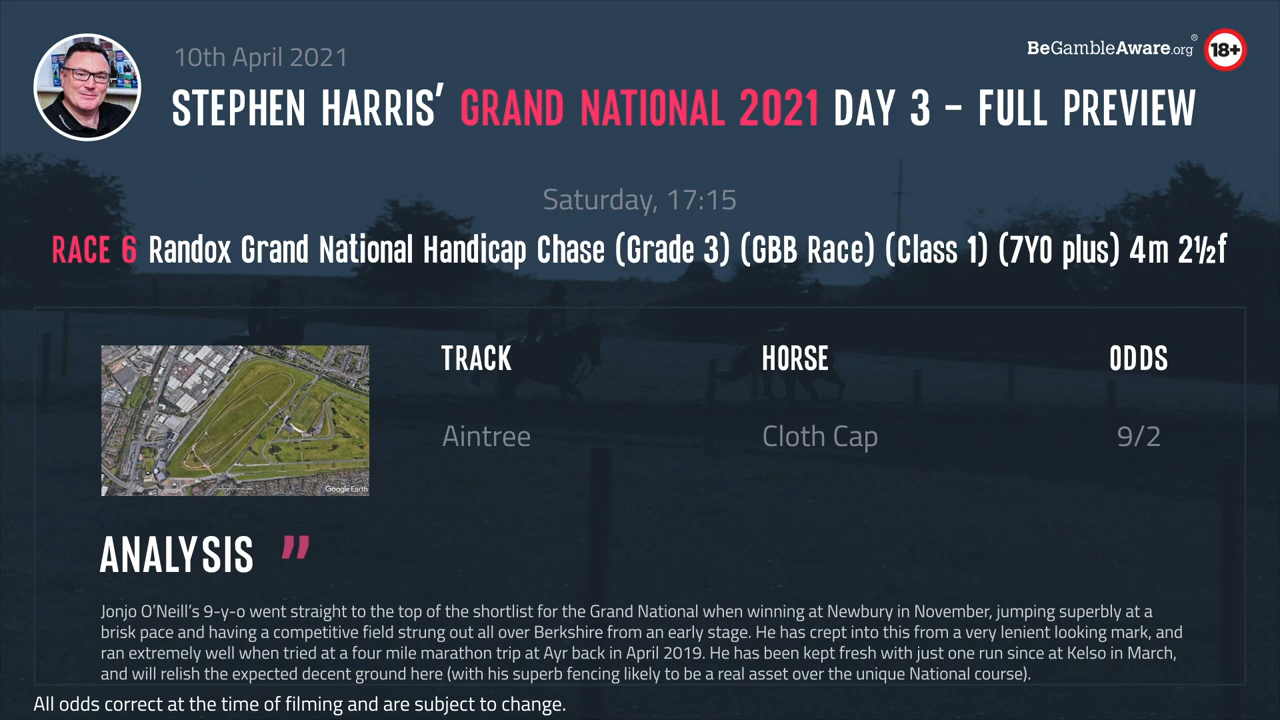 10th April 2021
BeGambleAware.org®
18+
STEPHEN HARRIS’ GRAND NATIONAL 2021 DAY 3 - FULL PREVIEW
Saturday, 17:15
RACE 6 Randox Grand National Handicap Chase (Grade 3) (GBB Race) (Class 1) (7YO plus) 4m 2½f
TRACK HORSE ODDS
Aintree Cloth Cap 9/2
Google Earth
ANALYSIS "
Jonjo O’Neill’s 9-y-o went straight to the top of the shortlist for the Grand National when winning at Newbury in November, jumping superbly at a
brisk pace and having a competitive field strung out all over Berkshire from an early stage. He has crept into this from a very lenient looking mark, and
ran extremely well when tried at a four mile marathon trip at Ayr back in April 2019. He has been kept fresh with just one run since at Kelso in March,
and will relish the expected decent ground here (with his superb fencing likely to be a real asset over the unique National course).
All odds correct at the time of filming and are subject to change.